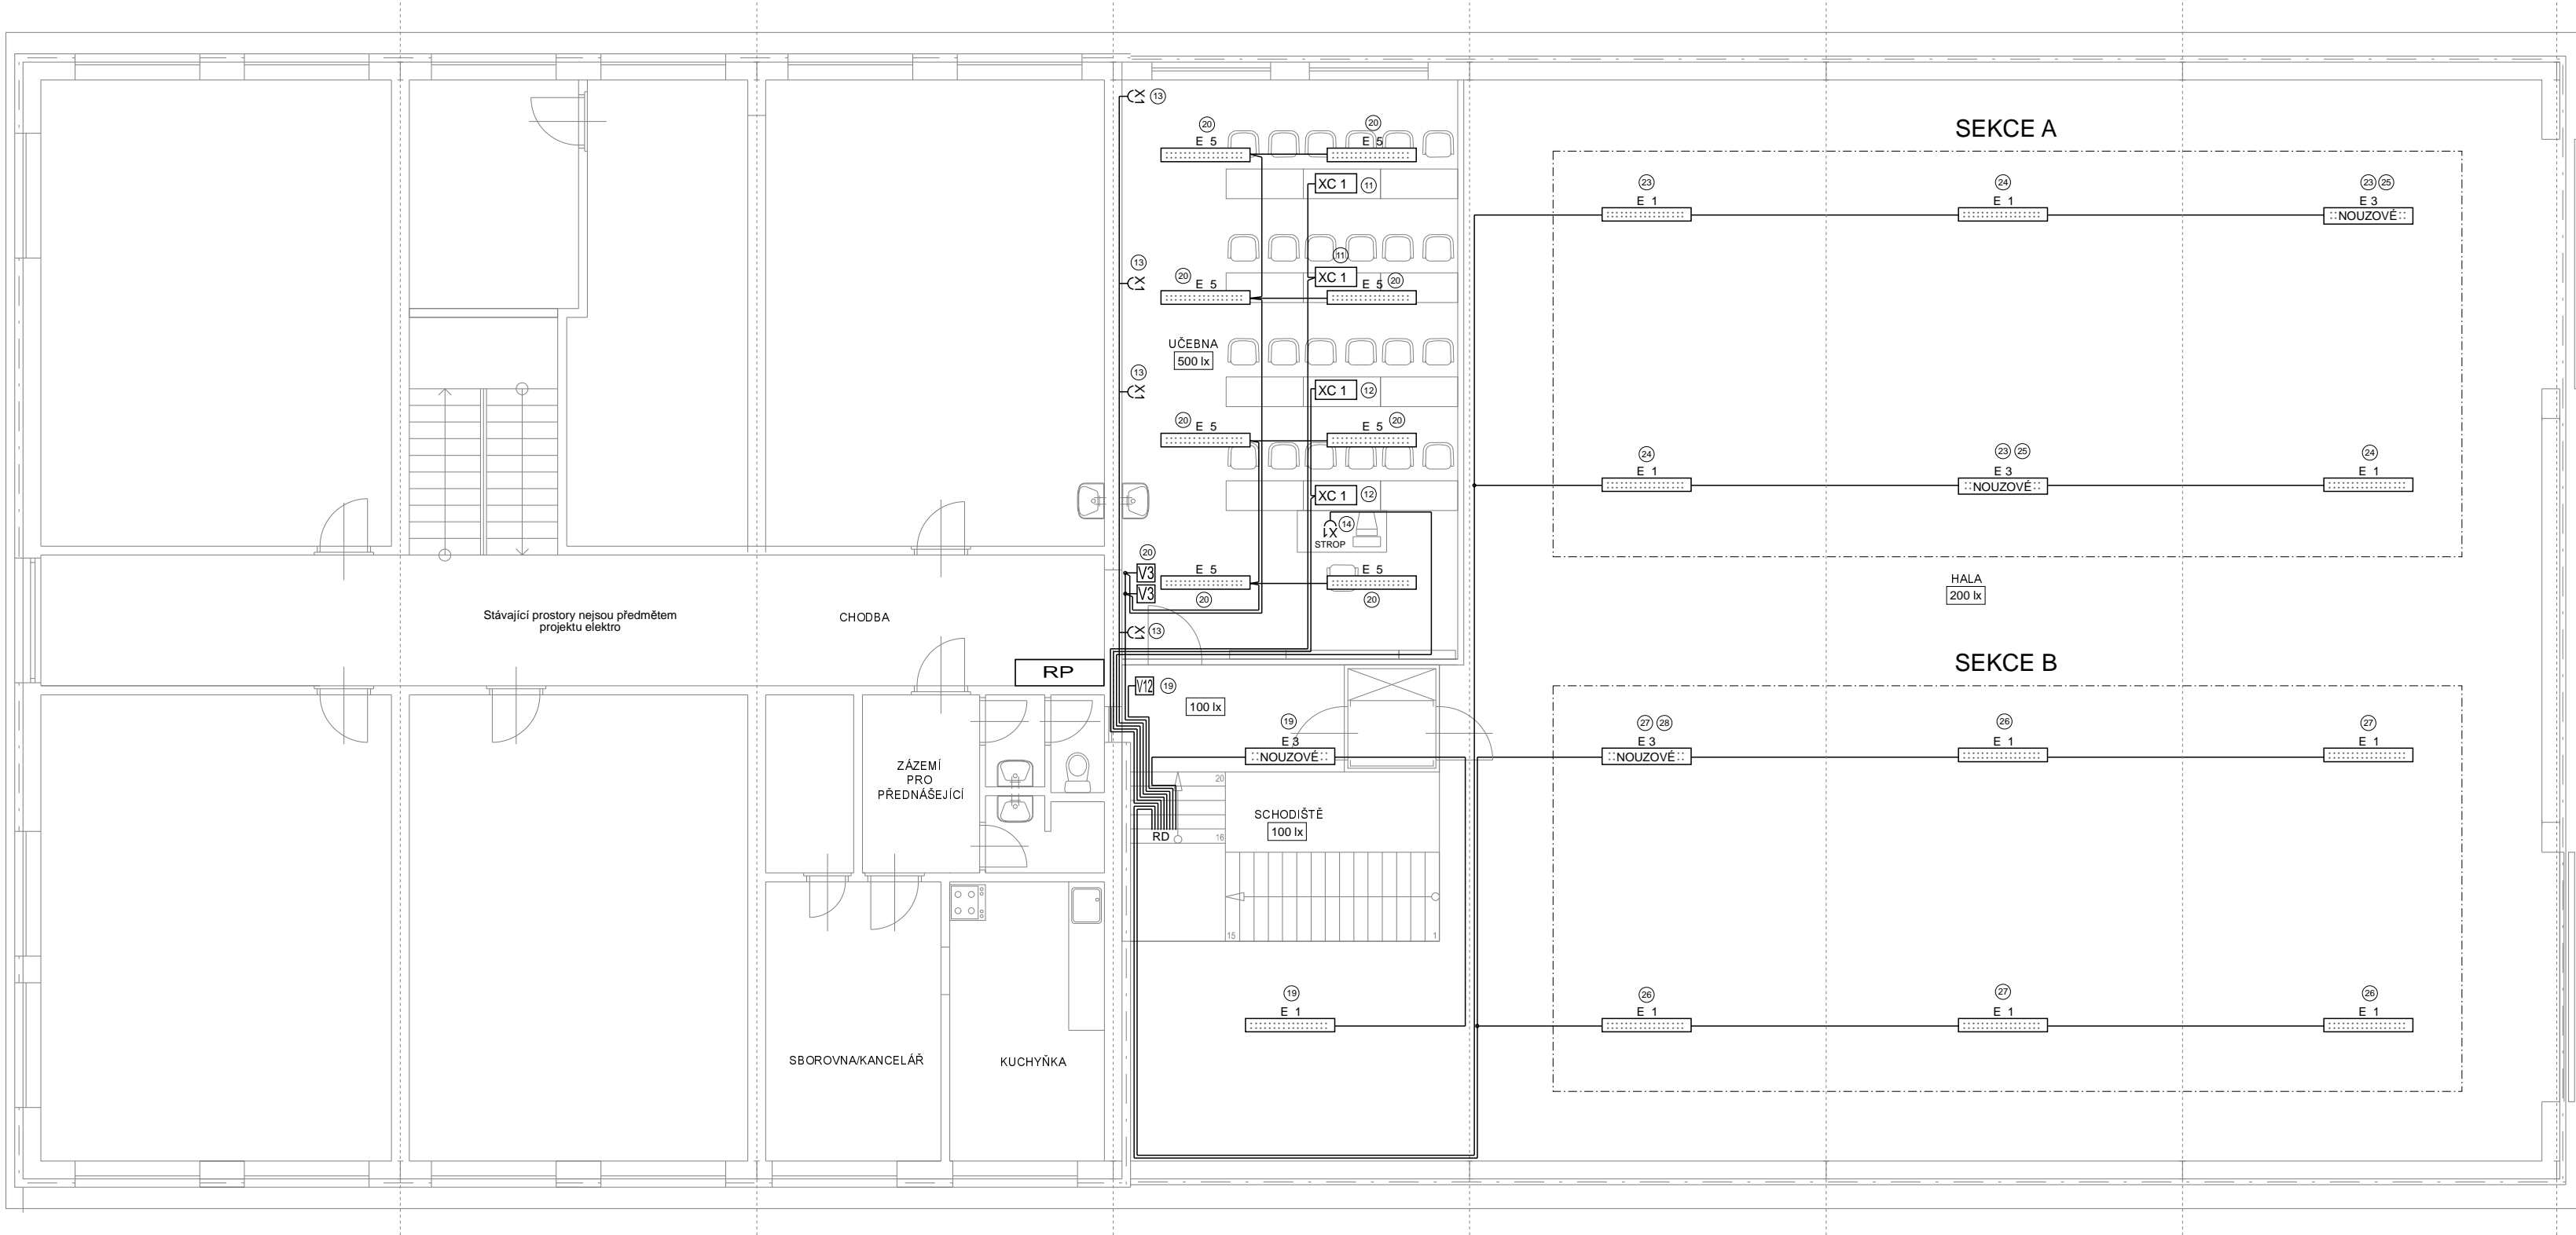 SEKCE A
13
20
20
E 5
E 5
XC 1
11
23
24
23
25
E 1
E 1
E 3
NOUZOVÉ
X1
13
20
E 5
11
XC 1
E 5
20
X1
UČEBNA
500 lx
13
X1
XC 1
12
20
E 5
E 5
20
24
23
25
24
E 1
E 3
E 1
NOUZOVÉ
XC 1
12
X1
14
STROP
20
V3
V3
E 5
E 5
20
20
HALA
200 lx
Stávající prostory nejsou předmětem
projektu elektro
CHODBA
X1
13
RP
SEKCE B
V12
19
100 lx
19
E 3
NOUZOVÉ
27
28
26
27
E 3
E 1
E 1
NOUZOVÉ
ZÁZEMÍ
PRO
PŘEDNÁŠEJÍCÍ
20
SCHODIŠTĚ
100 lx
RD
16
15
1
19
E 1
26
27
26
E 1
E 1
E 1
SBOROVNA/KANCELÁŘ
KUCHYŇKA